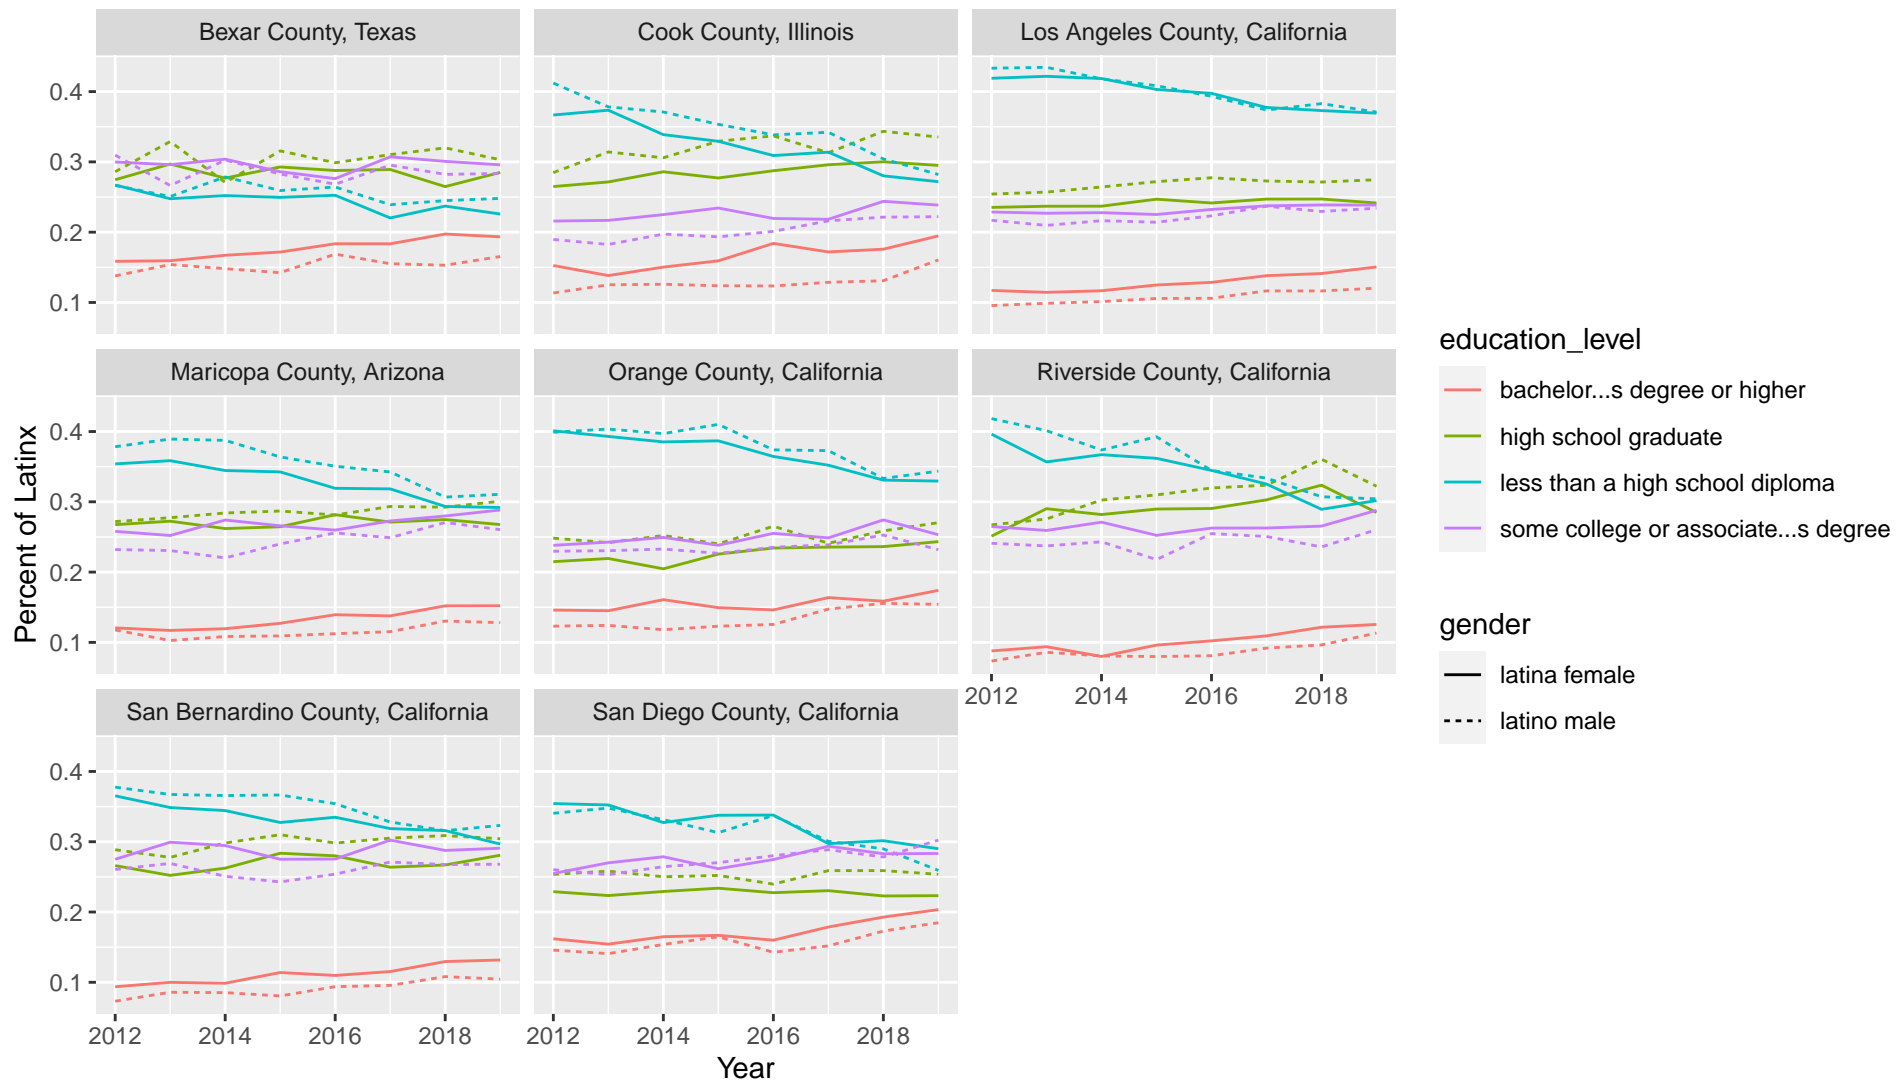 Bexar County, Texas
Cook County, Illinois
Los Angeles County, California
0.4
0.3
0.2
0.1
Maricopa County, Arizona
Orange County, California
Riverside County, California
0.4
0.3
0.2
0.1
2012 2014 2016 2018
San Bernardino County, California
San Diego County, California
0.4
0.3
0.2
0.1
2012 2014 2016 2018
2012 2014 2016 2018
Year
Percent of Latinx
education_level
bachelor...s degree or higher
high school graduate
less than a high school diploma
some college or associate...s degree
gender
latina female
latino male